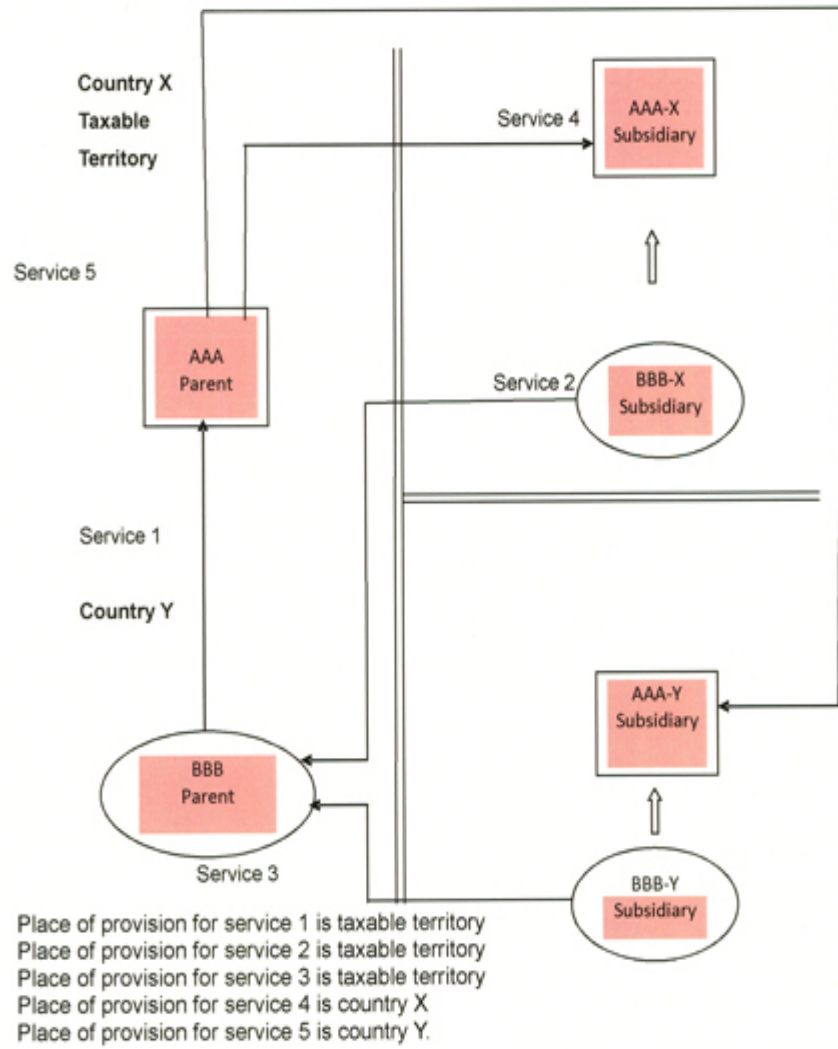 Country X
Taxable
Territory
Service 4
AAA-X
Subsidiary
Service 5
AAA
Parent
Service 2
BBB-X
Subsidiary
Service 1
Country Y
AAA-Y
Subsidiary
BBB
Parent
Service 3
BBB-Y
Subsidiary
Place of provision for service 1 is taxable territory
Place of provision for service 2 is taxable territory
Place of provision for service 3 is taxable territory
Place of provision for service 4 is country X
Place of provision for service 5 is country Y.